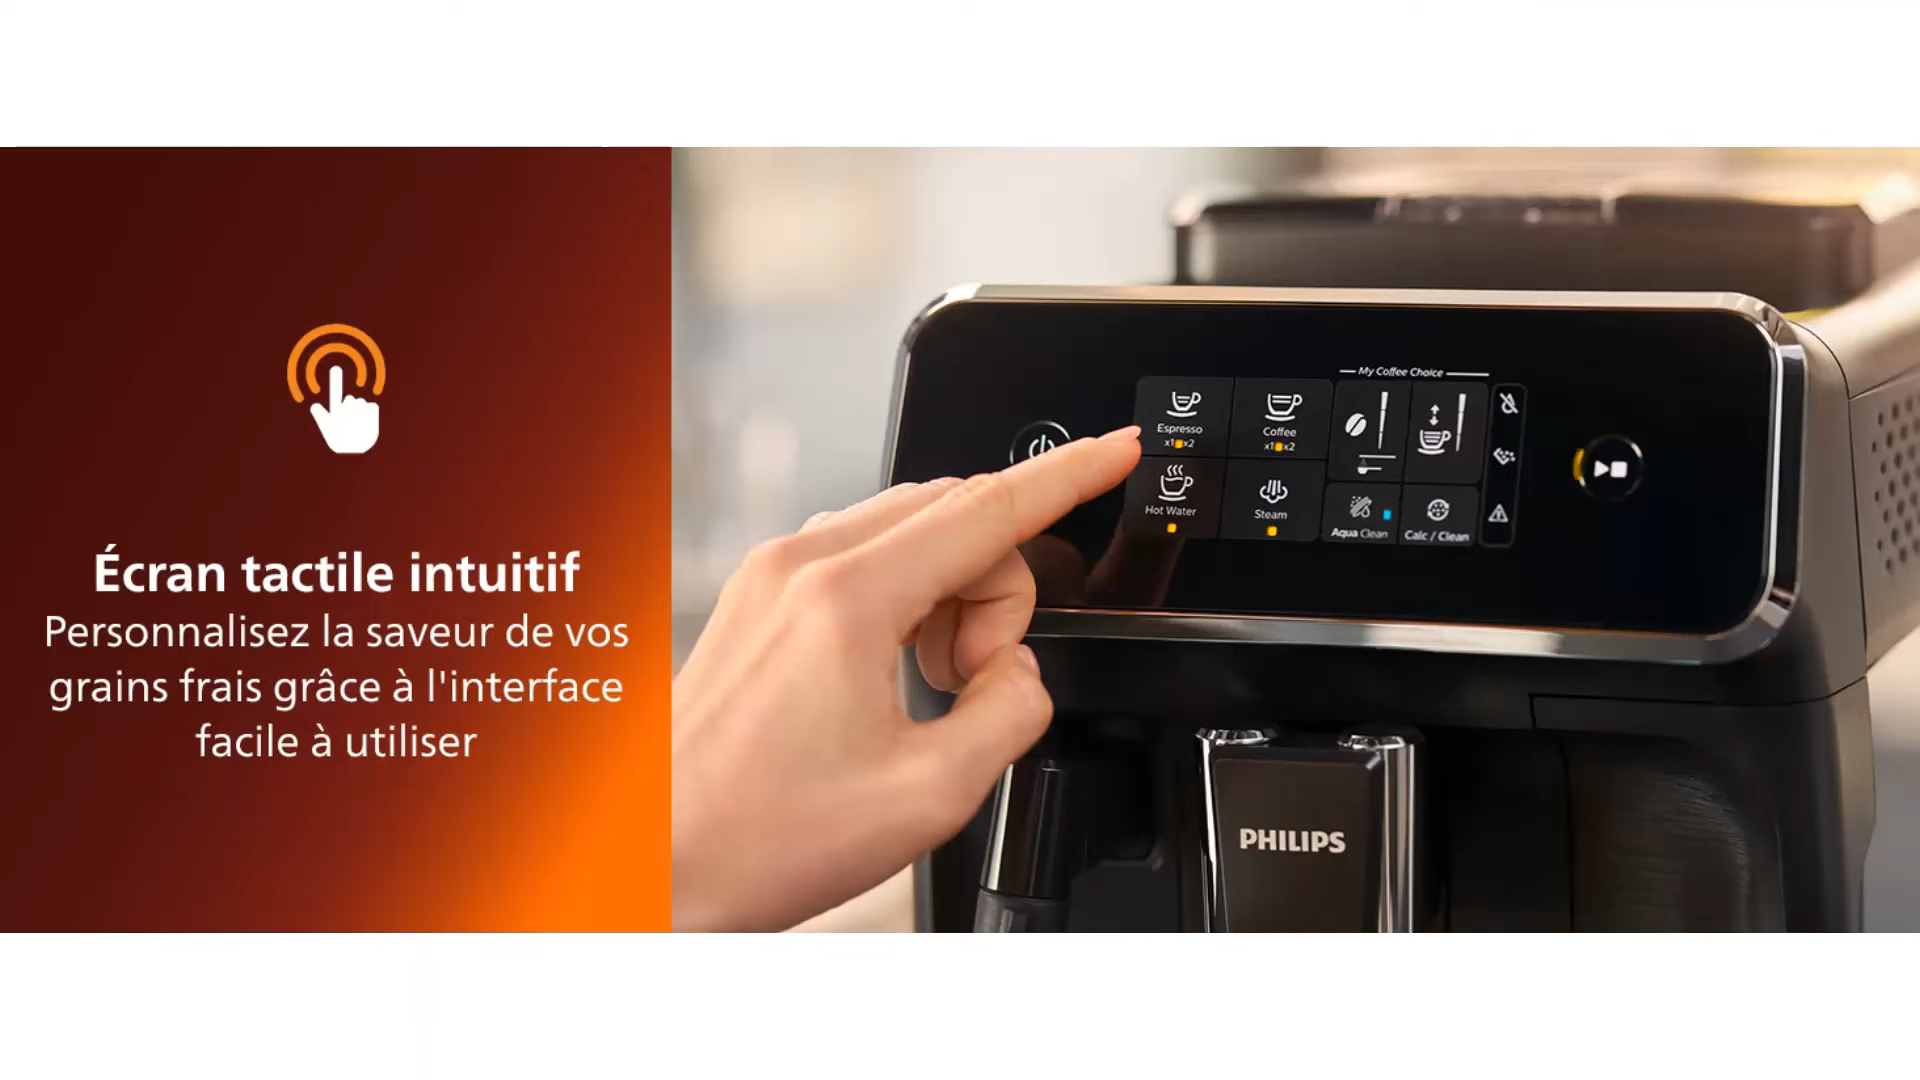 Écran tactile intuitif
Personnalisez la saveur de vos
grains frais grâce à l'interface
facile à utiliser
My Coffee Choice
Espresso
x1 x2
Coffee
x1 x2
Hot Water
Steam
Aqua Clean
Calc / Clean
PHILIPS